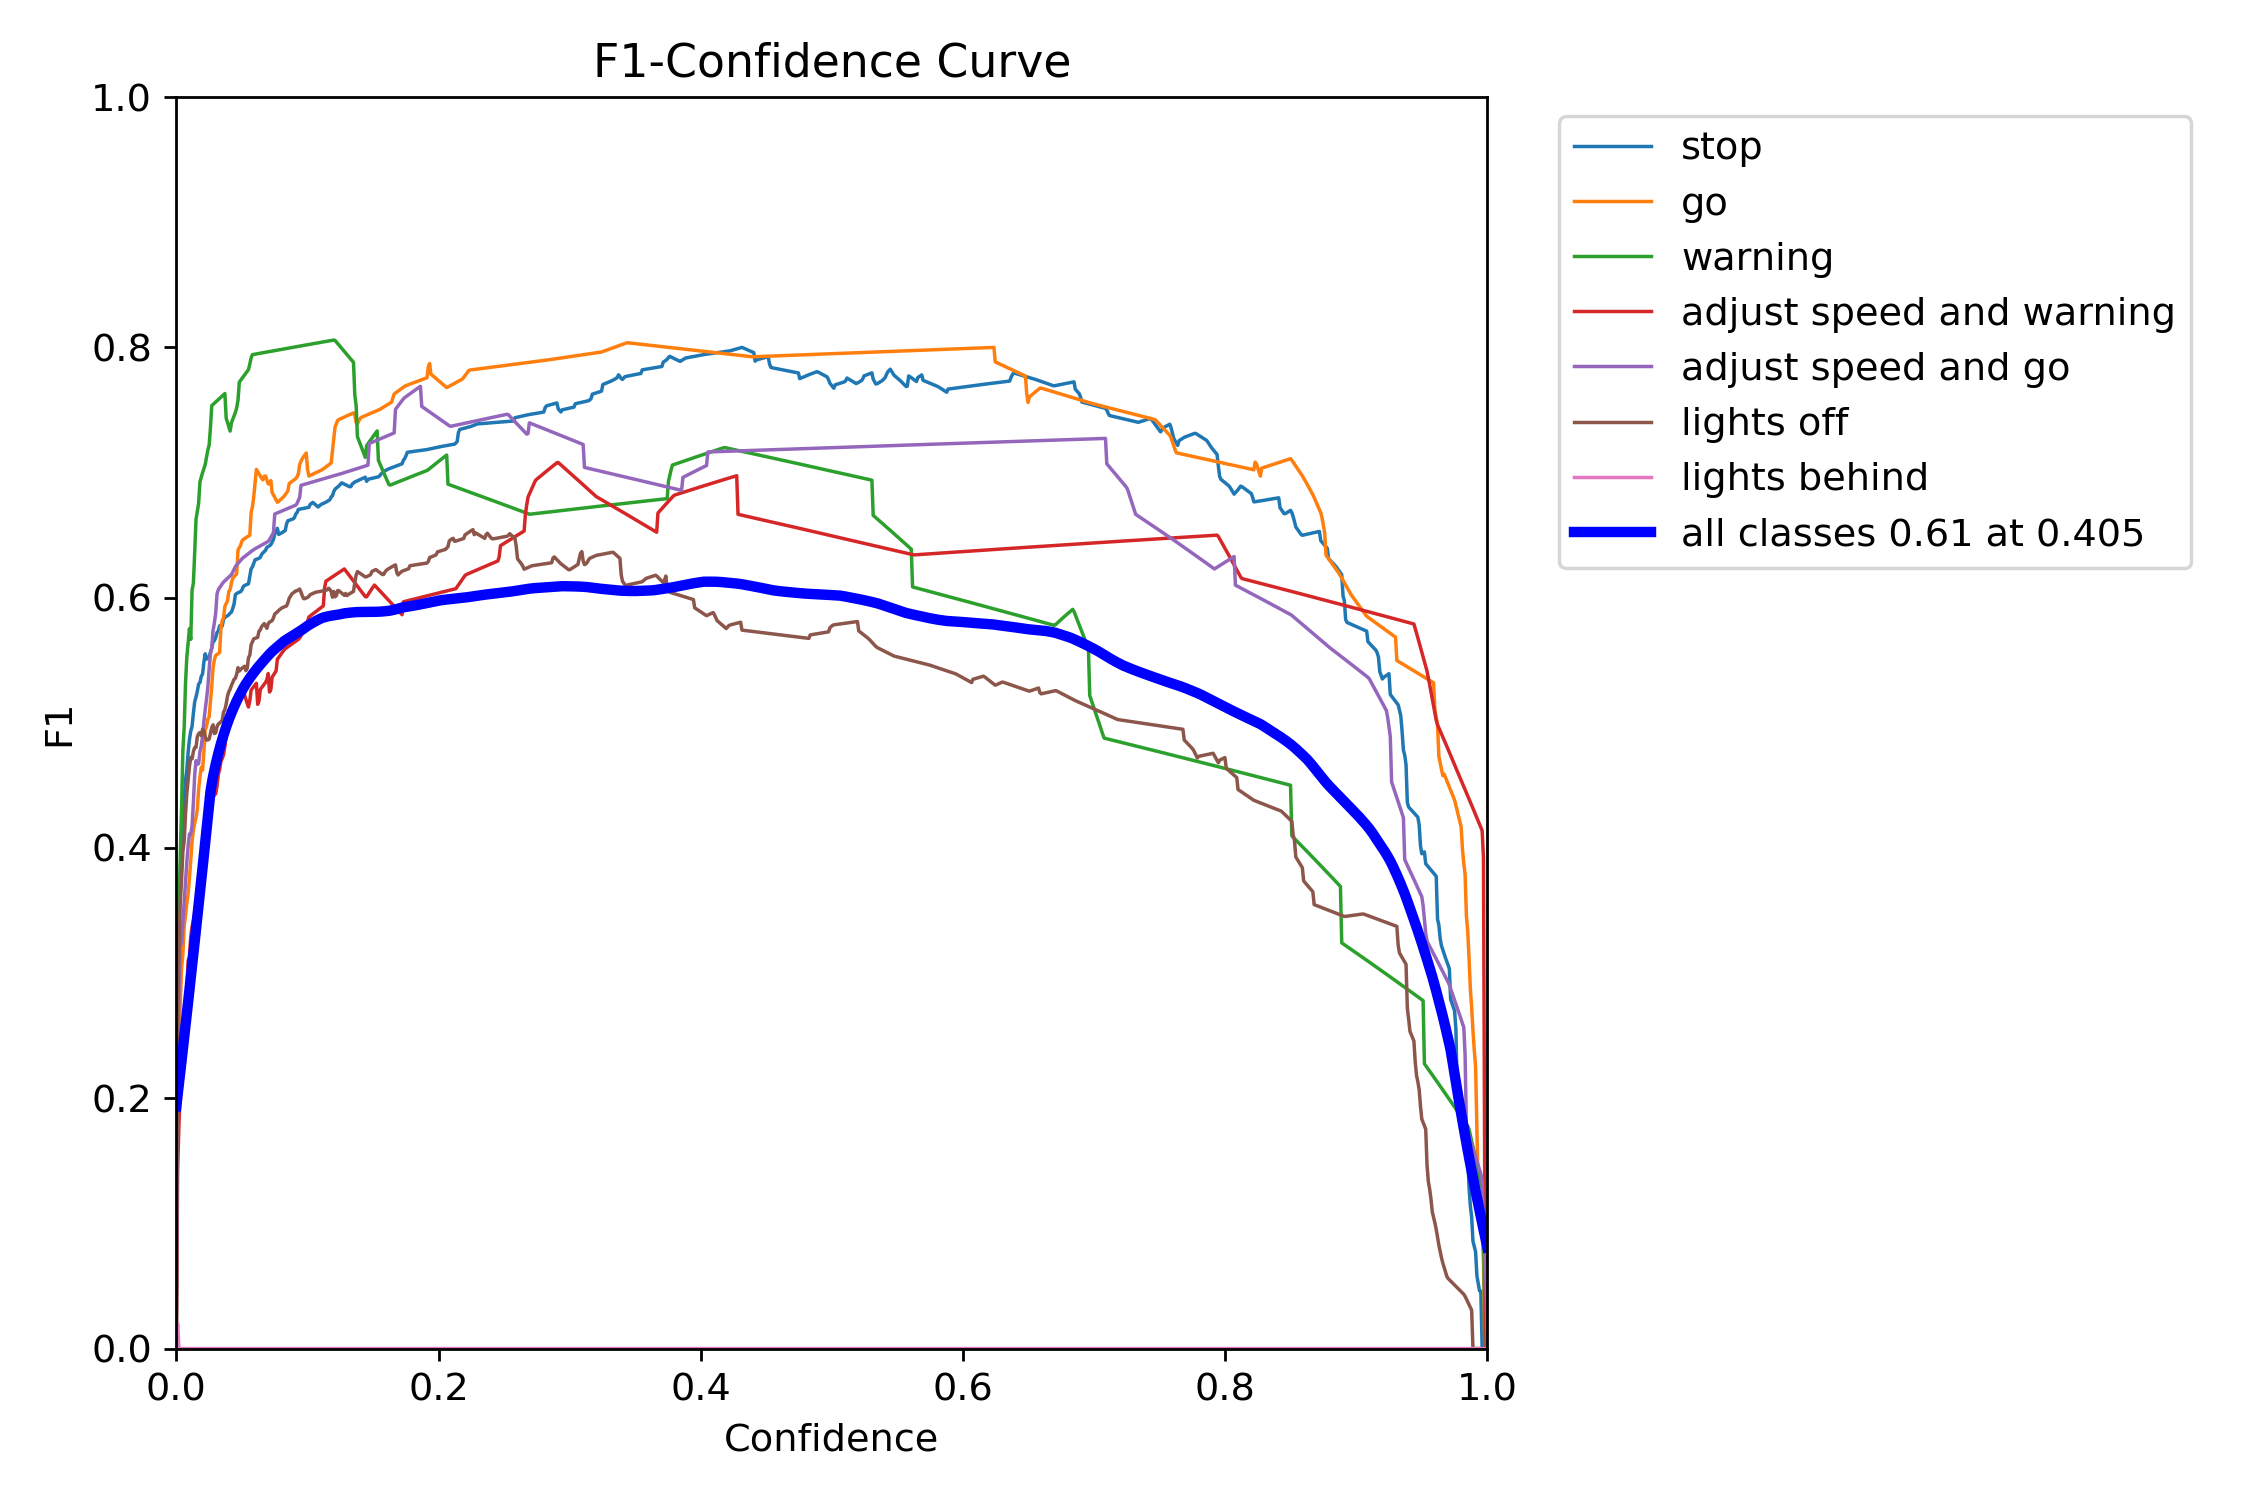 F1-Confidence Curve
1.0
0.8
0.6
0.4
0.2
0.0
F1
0.0 0.2 0.4 0.6 0.8 1.0
Confidence
stop
go
warning
adjust speed and warning
adjust speed and go
lights off
lights behind
all classes 0.61 at 0.405